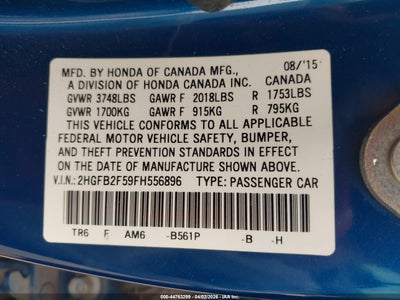 08/'15
MFD. BY HONDA OF CANADA MFG.,
A DIVISION OF HONDA CANADA INC. CANADA
GVWR 3748LBS GAWR F 2018LBS R 1753LBS
GVWR 1700KG GAWR F 915KG R 795KG
THIS VEHICLE CONFORMS TO ALL APPLICABLE
FEDERAL MOTOR VEHICLE SAFETY, BUMPER,
AND THEFT PREVENTION STANDARDS IN EFFECT
ON THE DATE OF MANUFACTURE SHOWN ABOVE.
V.I.N: 2HGFB2F59FH556896 TYPE: PASSENGER CAR
TR6 F AM6 -B561P -B -H
000-44763299 - 04/02/2026 - IAA Inc.